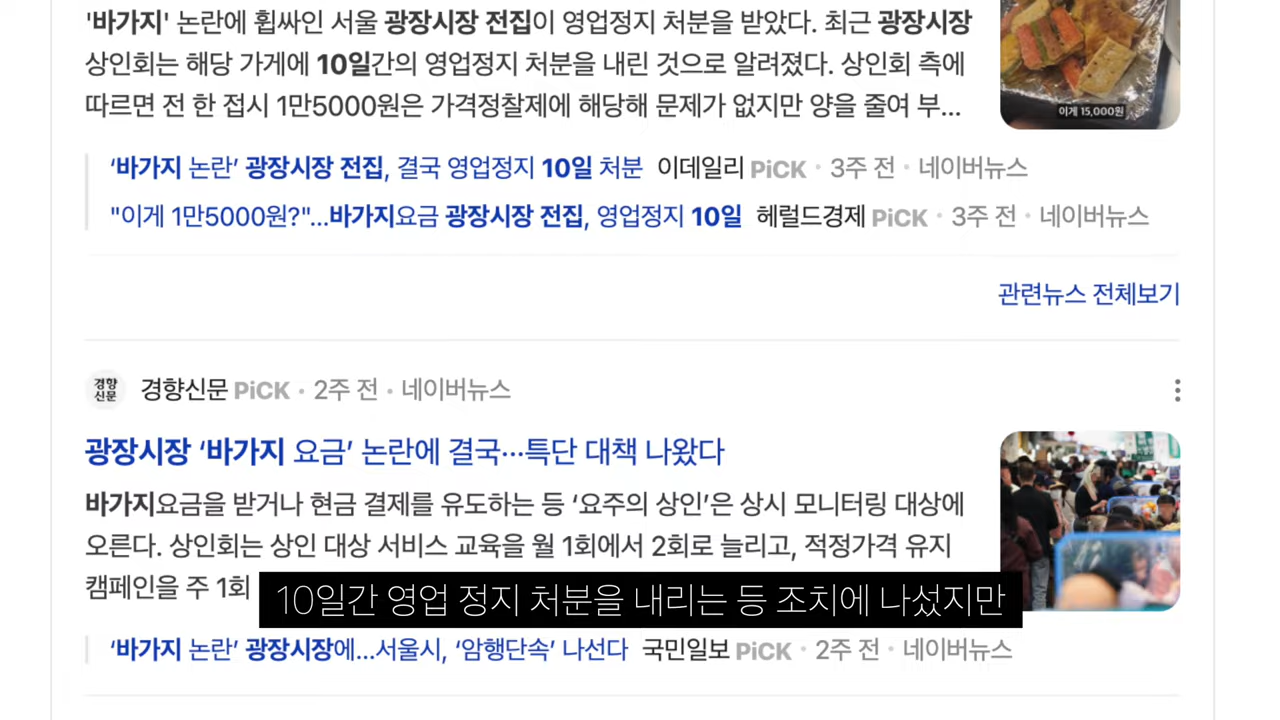 '바가지' 논란에 휩싸인 서울 광장시장 전집이 영업정지 처분을 받았다. 최근 광장시장
상인회는 해당 가게에 10일간의 영업정지 처분을 내린 것으로 알려졌다. 상인회 측에
따르면 전 한 접시 1만5000원은 가격정찰제에 해당해 문제가 없지만 양을 줄여 부...
이게 15,000원
‘바가지 논란’ 광장시장 전집, 결국 영업정지 10일 처분 이데일리 PiCK · 3주 전 · 네이버뉴스
"이게 1만5000원?"...바가지요금 광장시장 전집, 영업정지 10일 헤럴드경제 PiCK · 3주 전 · 네이버뉴스
관련뉴스 전체보기
경향
신문
경향신문 PiCK · 2주 전 · 네이버뉴스
광장시장 ‘바가지 요금’ 논란에 결국…특단 대책 나왔다
바가지요금을 받거나 현금 결제를 유도하는 등 ‘요주의 상인’은 상시 모니터링 대상에
오른다. 상인회는 상인 대상 서비스 교육을 월 1회에서 2회로 늘리고, 적정가격 유지
캠페인을 주 1회
10일간 영업 정지 처분을 내리는 등 조치에 나섰지만
‘바가지 논란’ 광장시장에...서울시, ‘암행단속’ 나선다 국민일보 PiCK · 2주 전 · 네이버뉴스